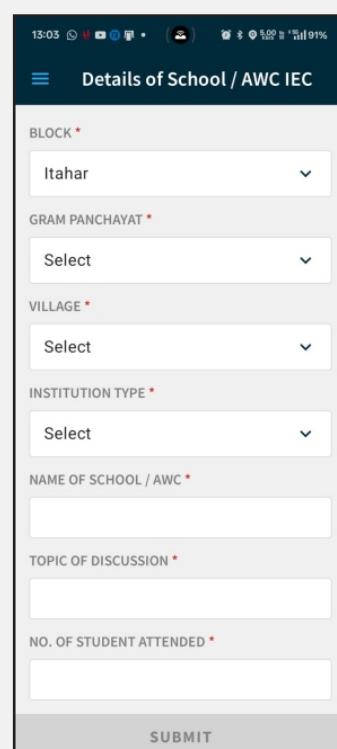 13:03
91%
Details of School / AWC IEC
BLOCK *
Itahar
GRAM PANCHAYAT *
Select
VILLAGE *
Select
INSTITUTION TYPE *
Select
NAME OF SCHOOL / AWC *
TOPIC OF DISCUSSION *
NO. OF STUDENT ATTENDED *
SUBMIT